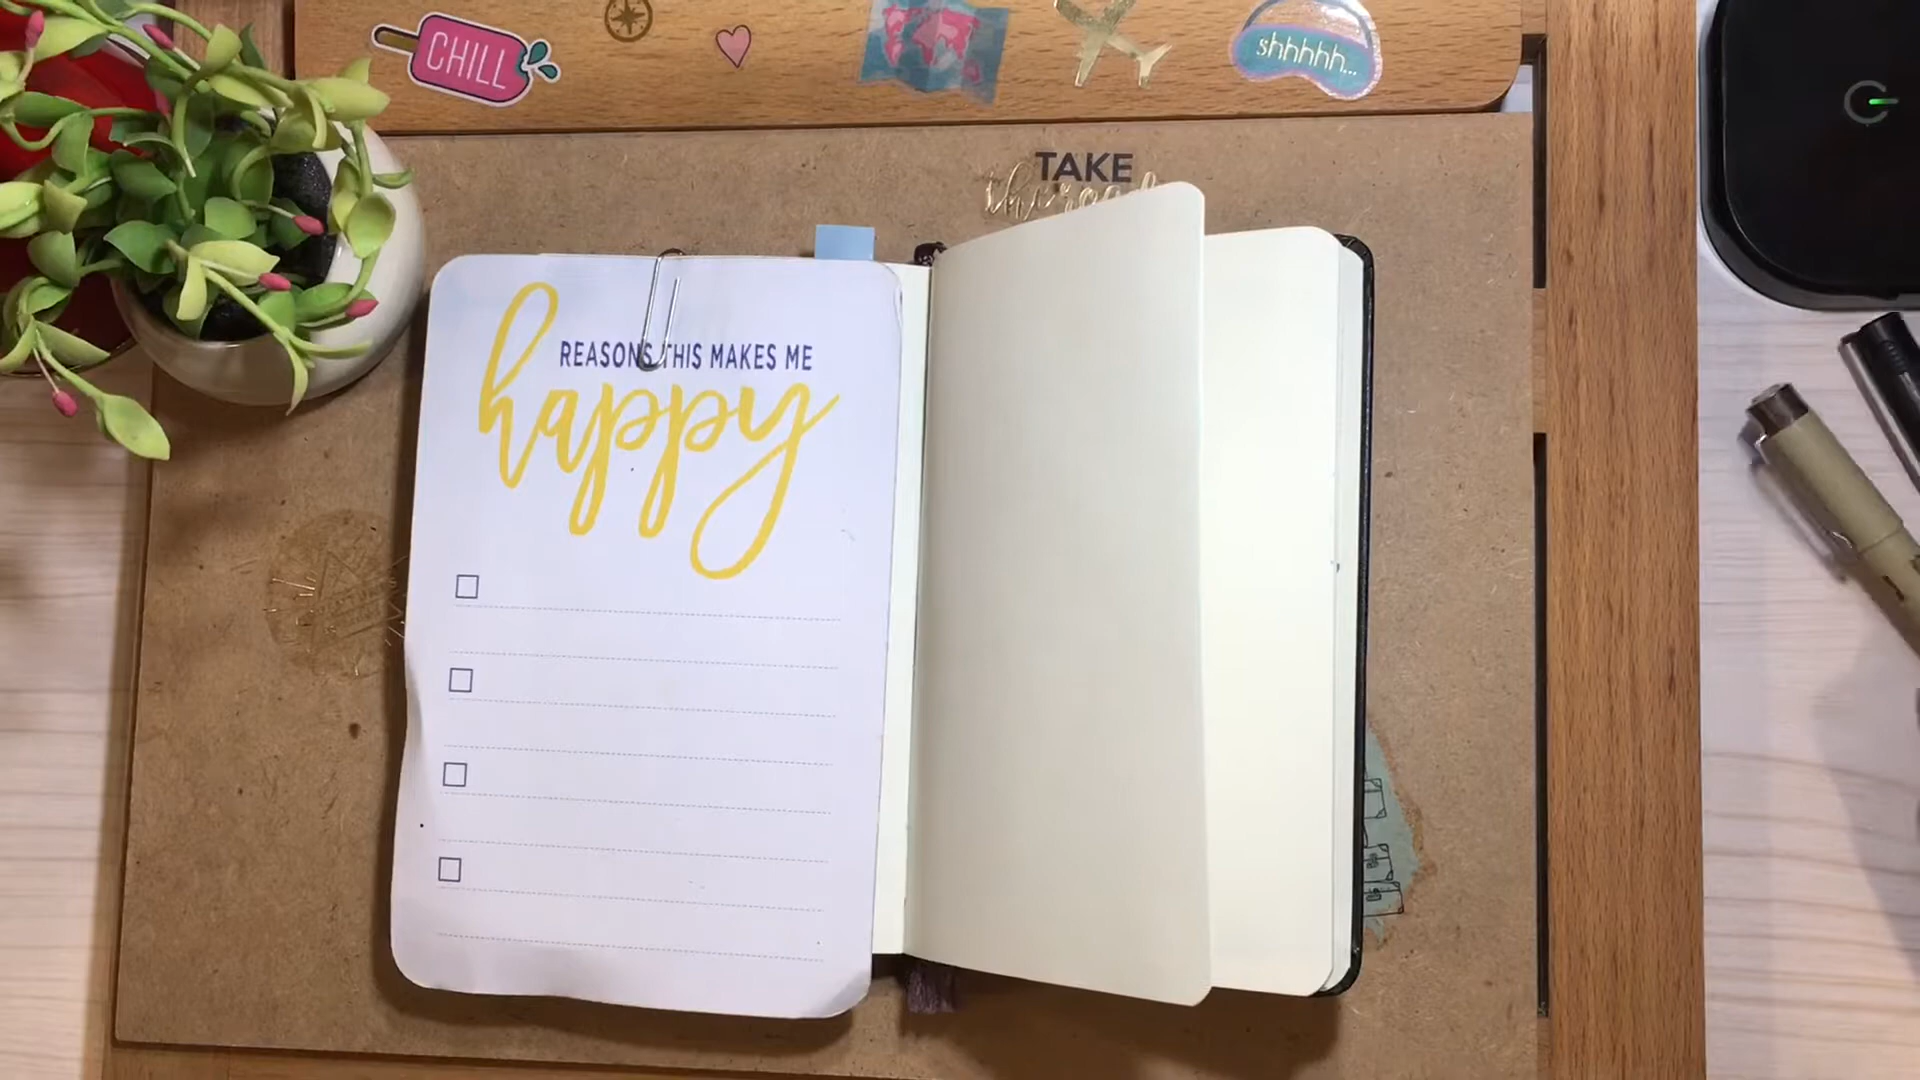 CHILL
shhhhh...
TAKE
REASONS THIS MAKES ME
happy